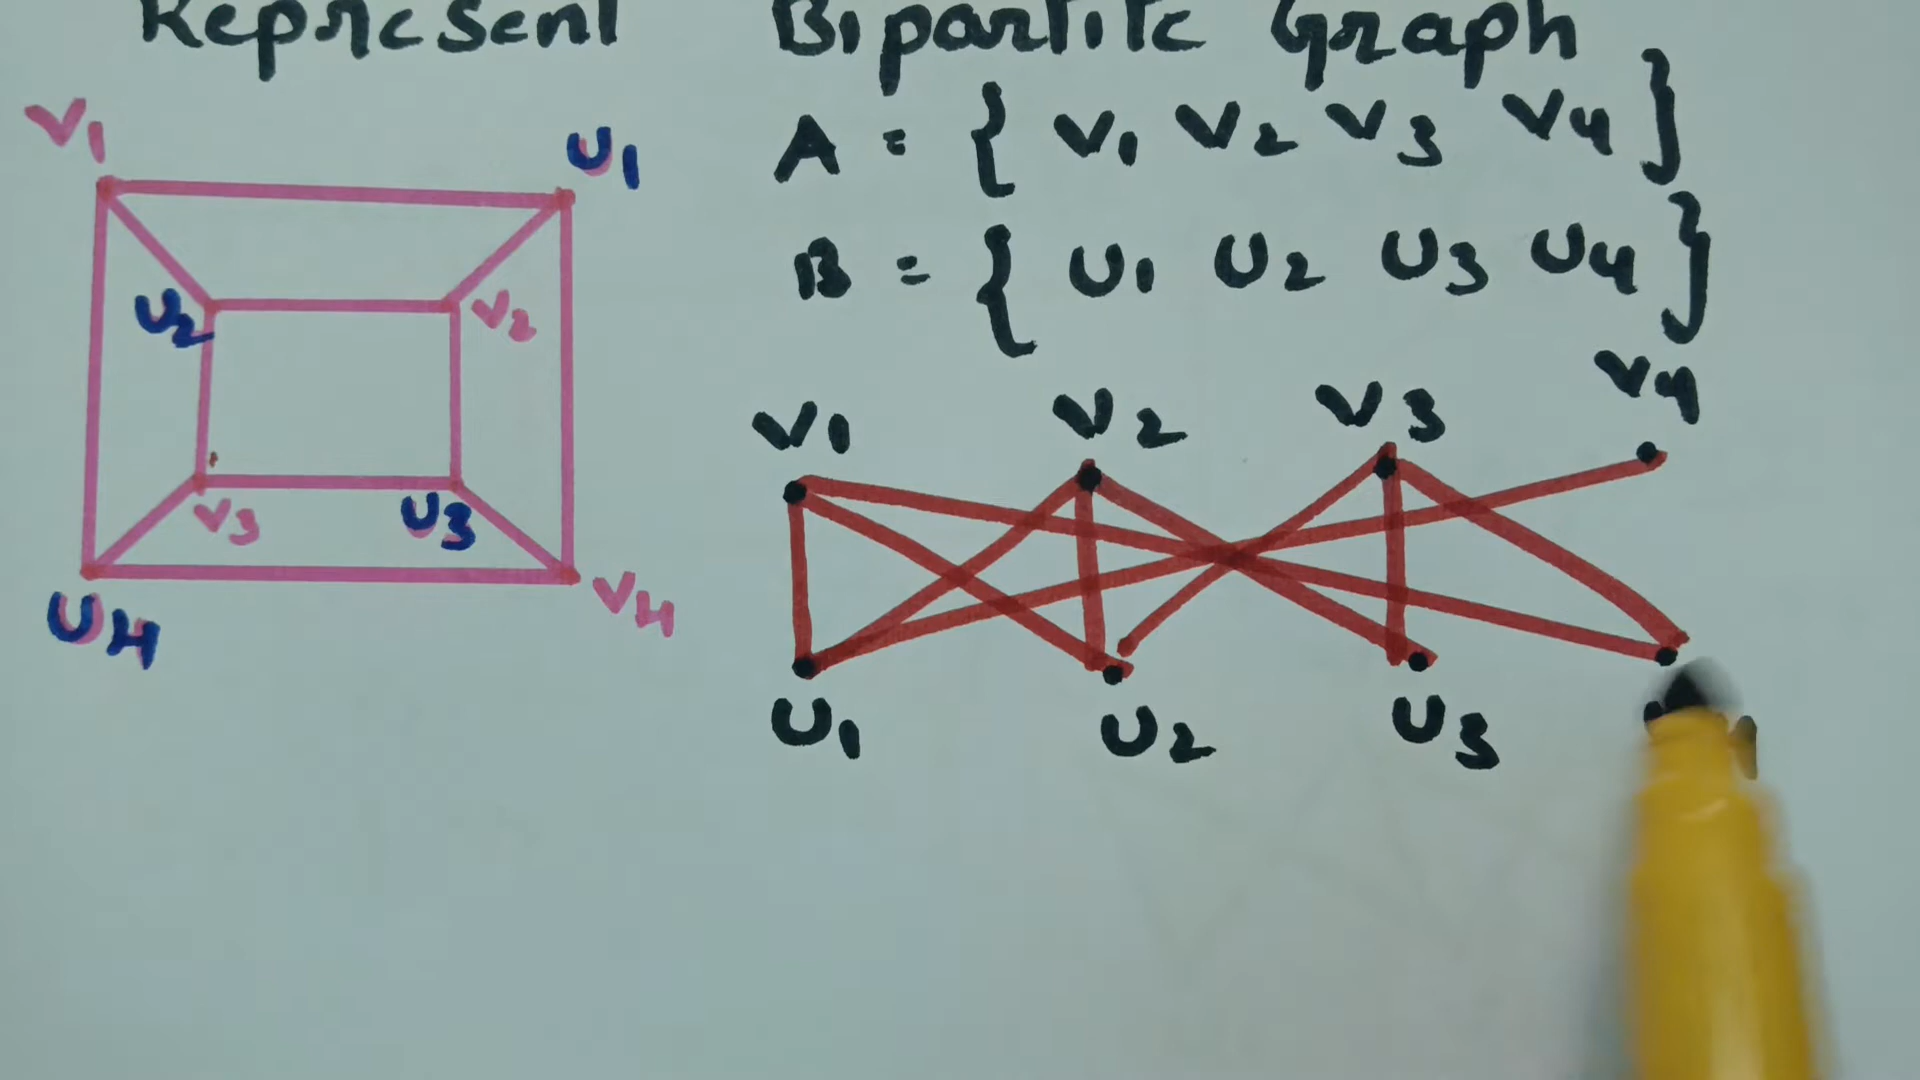 Represent Bipartite Graph
V1 U1
A = { V1 V2 V3 V4 }
B = { U1 U2 U3 U4 }
U2 V2
V3 U3
U4 V4
V1 V2 V3 V4
U1 U2 U3